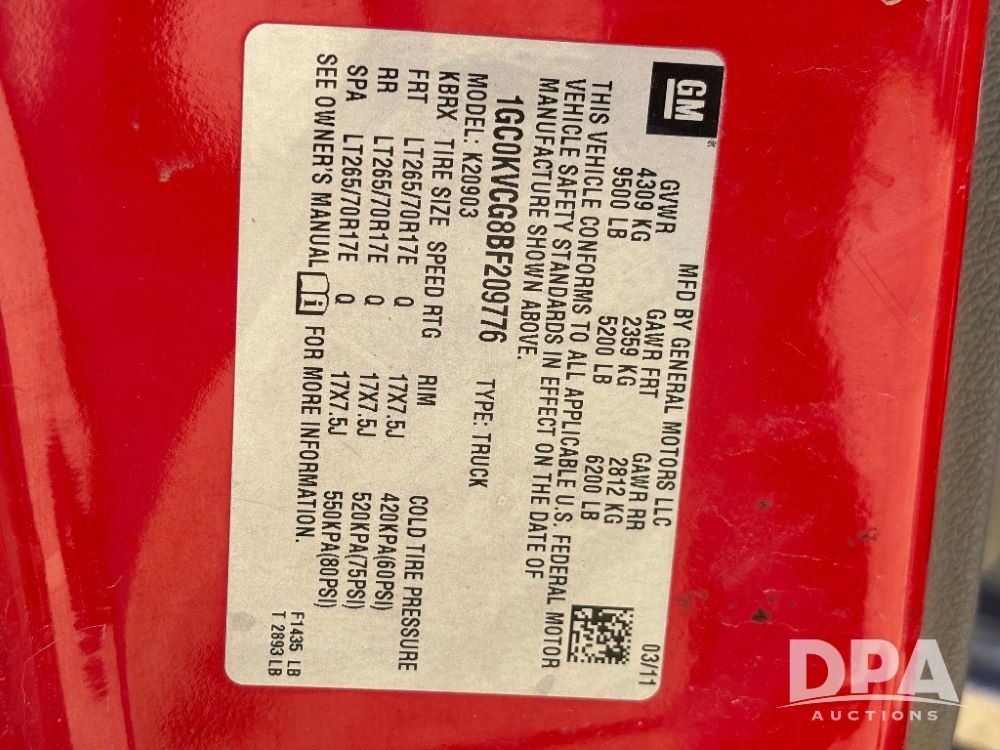 GM
MFD BY GENERAL MOTORS LLC 03/11
GVWR GAWR FRT GAWR RR
4309 KG 2359 KG 2812 KG
9500 LB 5200 LB 6200 LB
THIS VEHICLE CONFORMS TO ALL APPLICABLE U.S. FEDERAL MOTOR
VEHICLE SAFETY STANDARDS IN EFFECT ON THE DATE OF
MANUFACTURE SHOWN ABOVE.
1GC0KVCG8BF209776 TYPE: TRUCK
MODEL: K20903
KBRX TIRE SIZE SPEED RTG RIM COLD TIRE PRESSURE
FRT LT265/70R17E Q 17X7.5J 420KPA(60PSI)
RR LT265/70R17E Q 17X7.5J 520KPA(75PSI)
SPA LT265/70R17E Q 17X7.5J 550KPA(80PSI)
SEE OWNER'S MANUAL FOR MORE INFORMATION.
F1435 LB
T 2893 LB
DPA
AUCTIONS